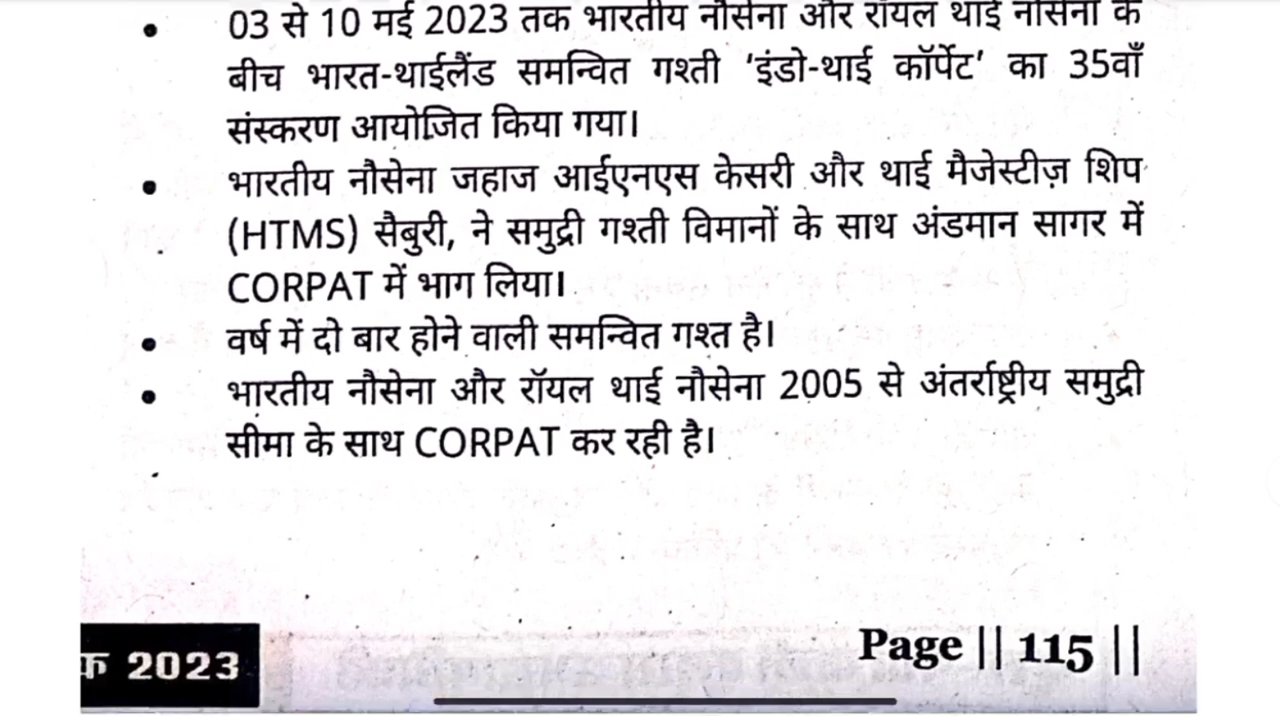 03 से 10 मई 2023 तक भारतीय नौसेना और रॉयल थाई नौसेना के
बीच भारत-थाईलैंड समन्वित गश्ती 'इंडो-थाई कॉर्पेट' का 35वाँ
संस्करण आयोजित किया गया।
भारतीय नौसेना जहाज आईएनएस केसरी और थाई मैजेस्टीज़ शिप
(HTMS) सैबुरी, ने समुद्री गश्ती विमानों के साथ अंडमान सागर में
CORPAT में भाग लिया।
वर्ष में दो बार होने वाली समन्वित गश्त है।
भारतीय नौसेना और रॉयल थाई नौसेना 2005 से अंतर्राष्ट्रीय समुद्री
सीमा के साथ CORPAT कर रही है।
2023
Page || 115 ||